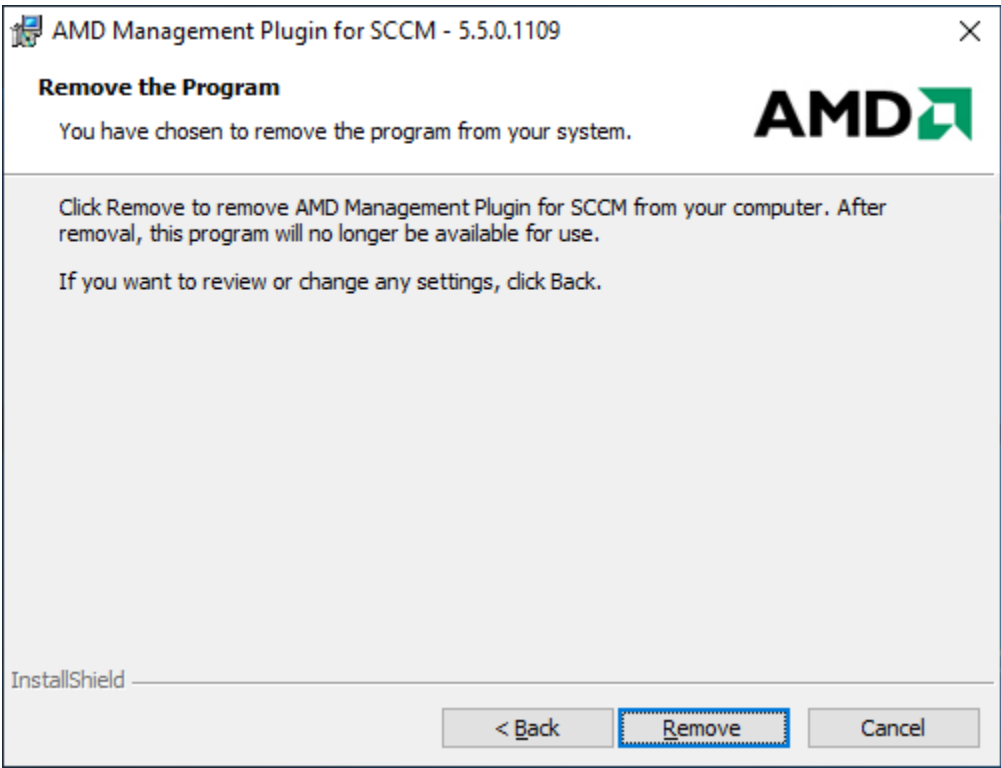 AMD Management Plugin for SCCM - 5.5.0.1109
Remove the Program
You have chosen to remove the program from your system.
AMD
Click Remove to remove AMD Management Plugin for SCCM from your computer. After
removal, this program will no longer be available for use.
If you want to review or change any settings, click Back.
InstallShield
< Back
Remove
Cancel